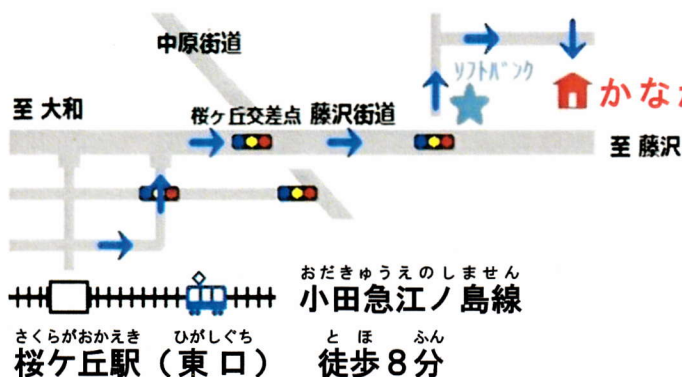 中原街道
ソフトバンク
かなが
至 大和
桜ヶ丘交差点 藤沢街道
至 藤沢
おだきゅうえのしません
小田急江ノ島線
さくらがおかえき ひがしぐち とほ ふん
桜ケ丘駅（東口） 徒歩８分